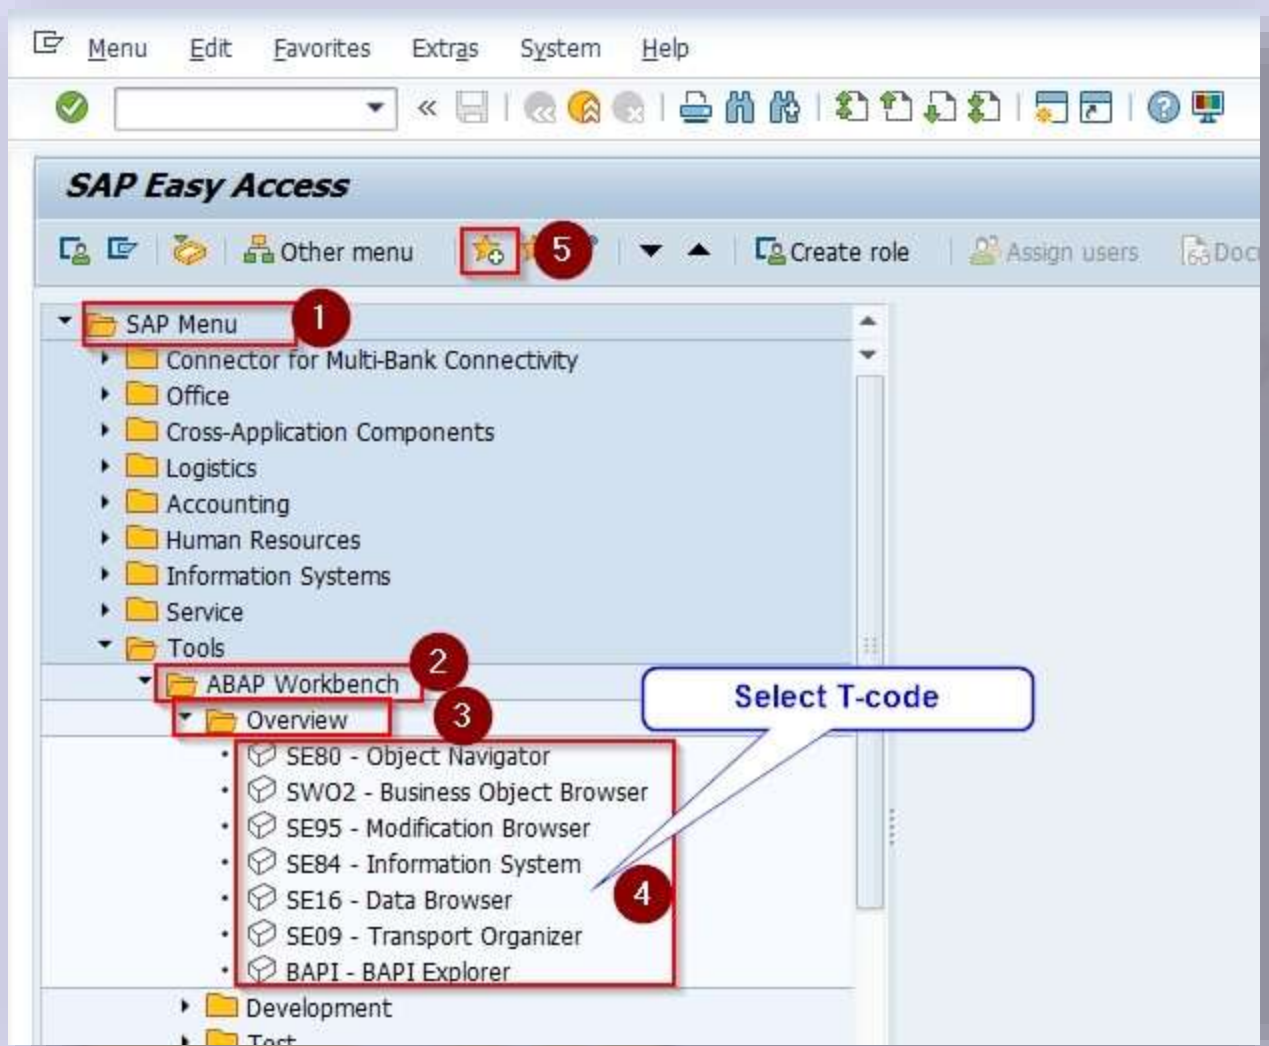 Menu Edit Favorites Extras System Help
SAP Easy Access
Other menu 5 Create role Assign users
SAP Menu 1
Connector for Multi-Bank Connectivity
Office
Cross-Application Components
Logistics
Accounting
Human Resources
Information Systems
Service
Tools
ABAP Workbench 2
Overview 3
Select T-code
SE80 - Object Navigator
SWO2 - Business Object Browser
SE95 - Modification Browser
SE84 - Information System
SE16 - Data Browser 4
SE09 - Transport Organizer
BAPI - BAPI Explorer
Development
Test